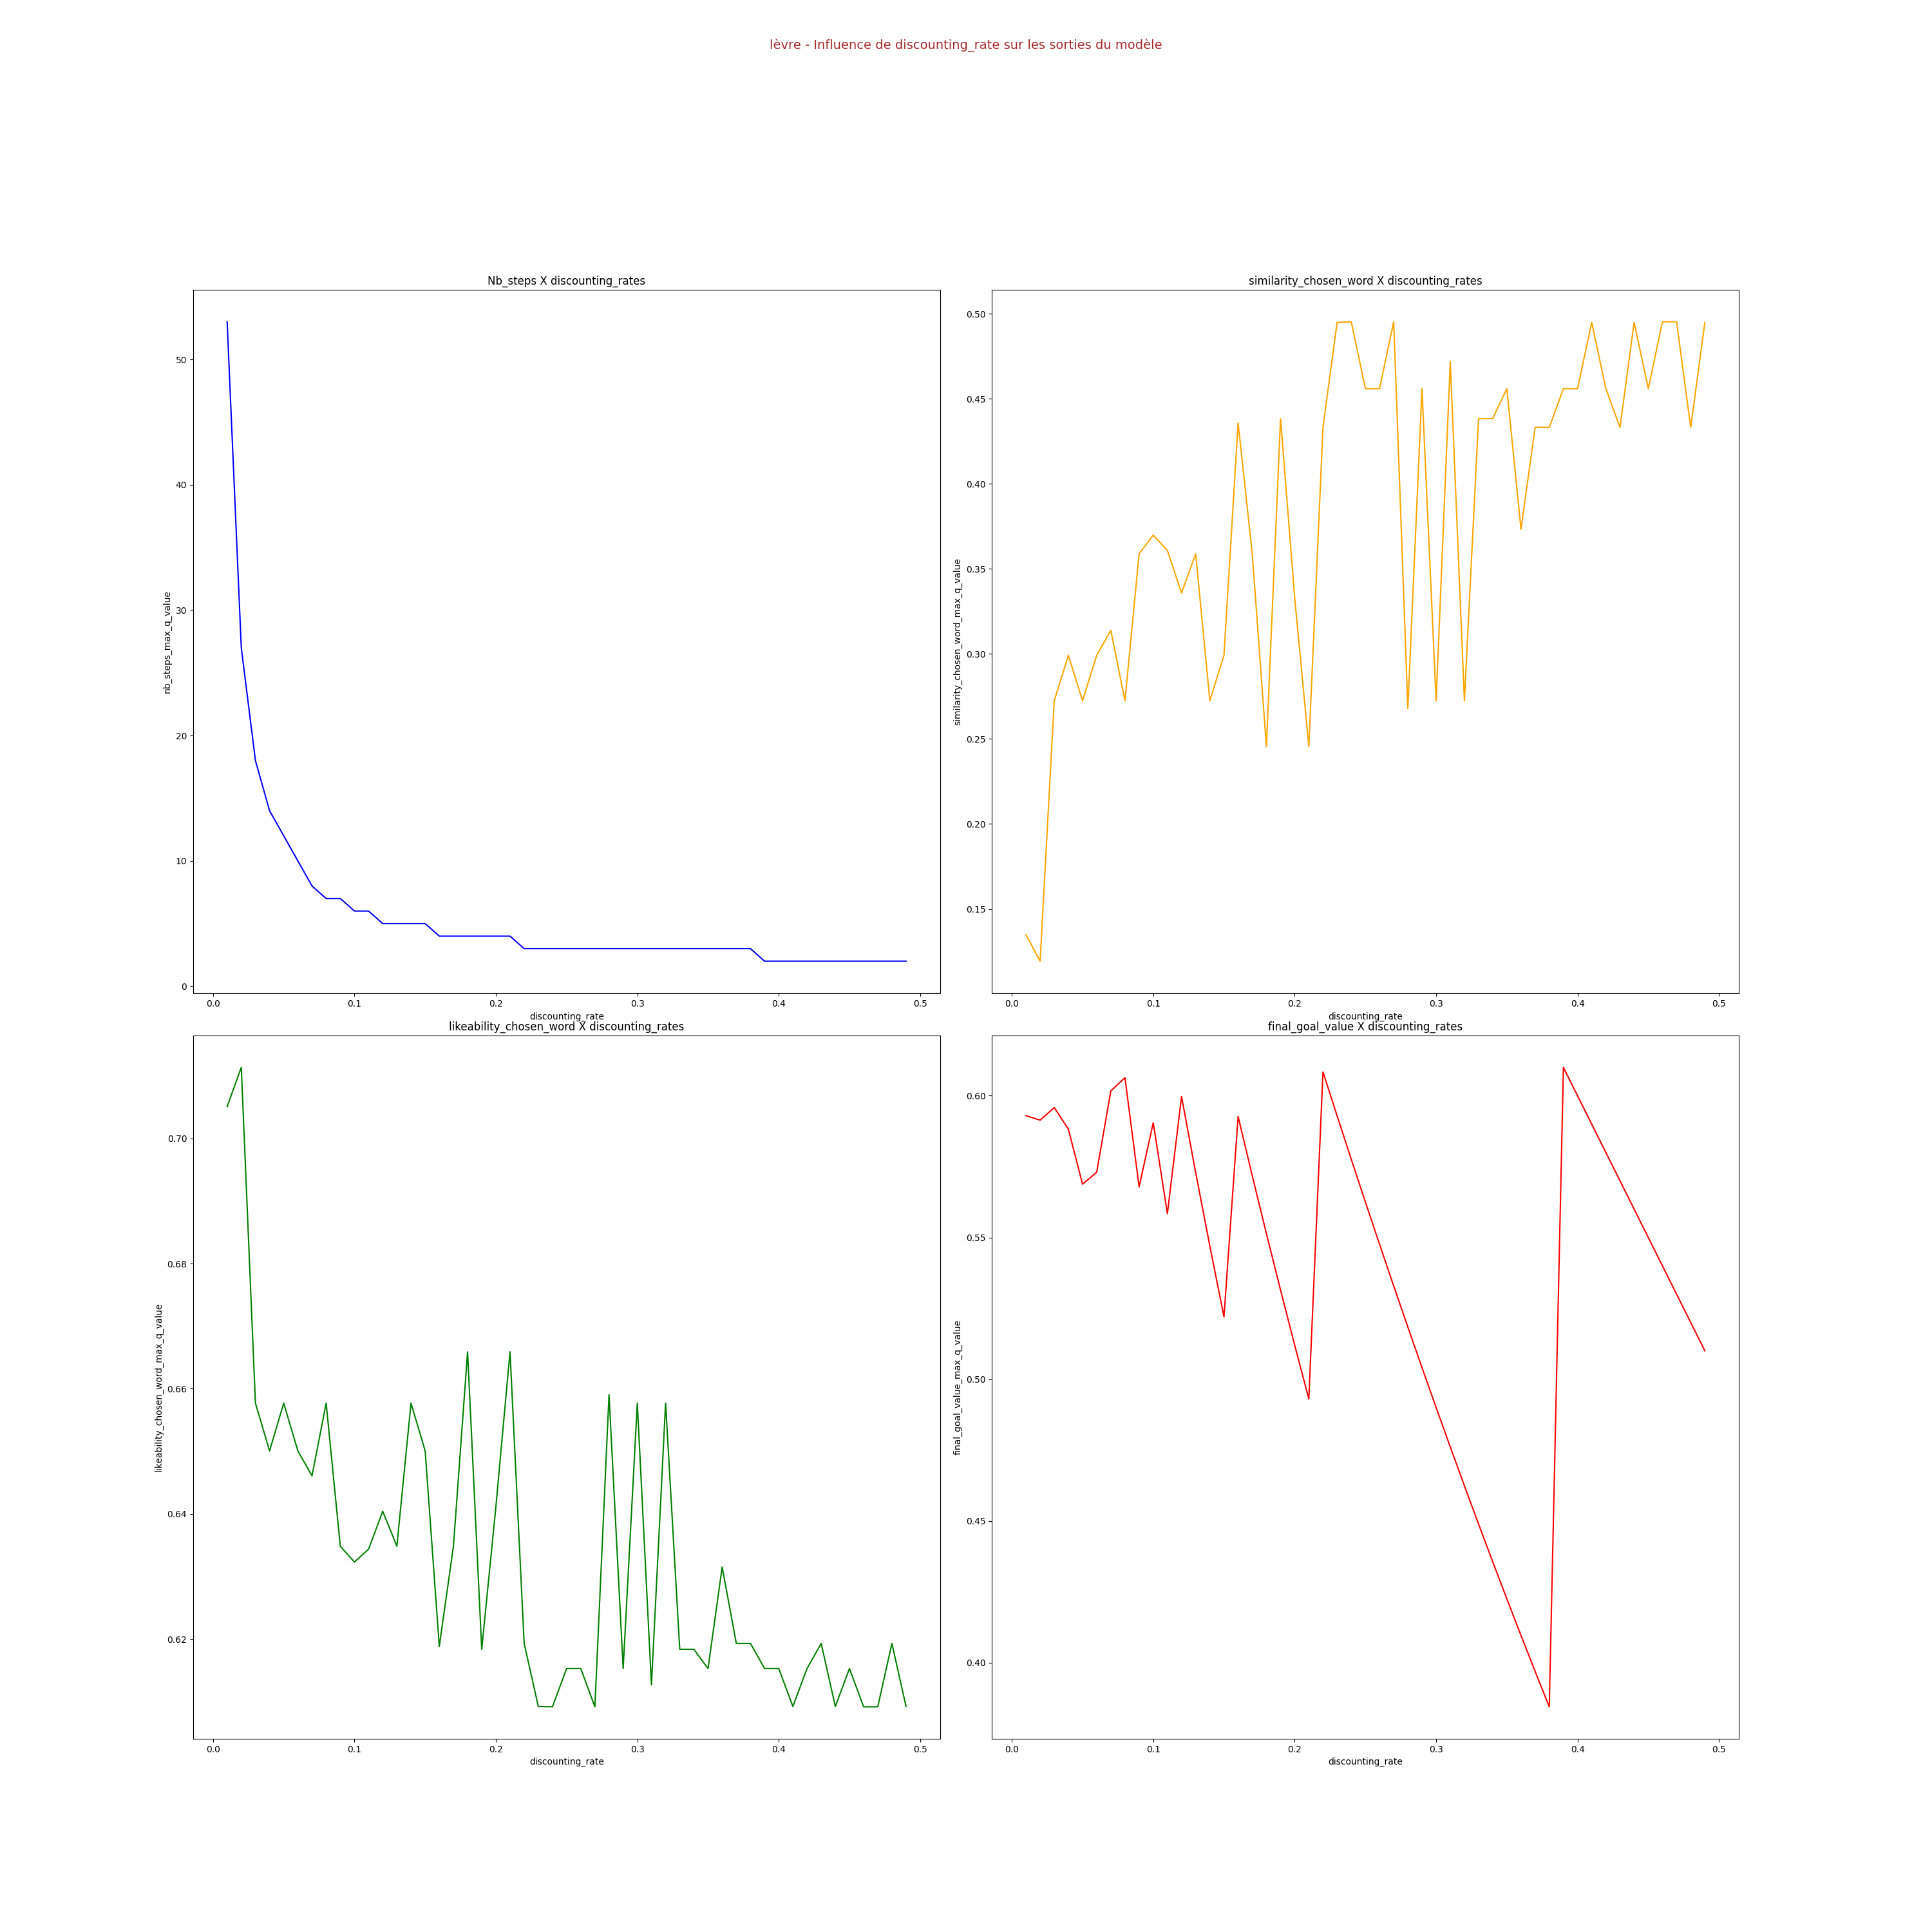 lèvre - Influence de discounting_rate sur les sorties du modèle
Nb_steps X discounting_rates
nb_steps_max_q_value
50
40
30
20
10
0
0.0 0.1 0.2 0.3 0.4 0.5
discounting_rate
similarity_chosen_word X discounting_rates
similarity_chosen_word_max_q_value
0.50
0.45
0.40
0.35
0.30
0.25
0.20
0.15
0.0 0.1 0.2 0.3 0.4 0.5
discounting_rate
likeability_chosen_word X discounting_rates
likeability_chosen_word_max_q_value
0.70
0.68
0.66
0.64
0.62
0.0 0.1 0.2 0.3 0.4 0.5
discounting_rate
final_goal_value X discounting_rates
final_goal_value_max_q_value
0.60
0.55
0.50
0.45
0.40
0.0 0.1 0.2 0.3 0.4 0.5
discounting_rate